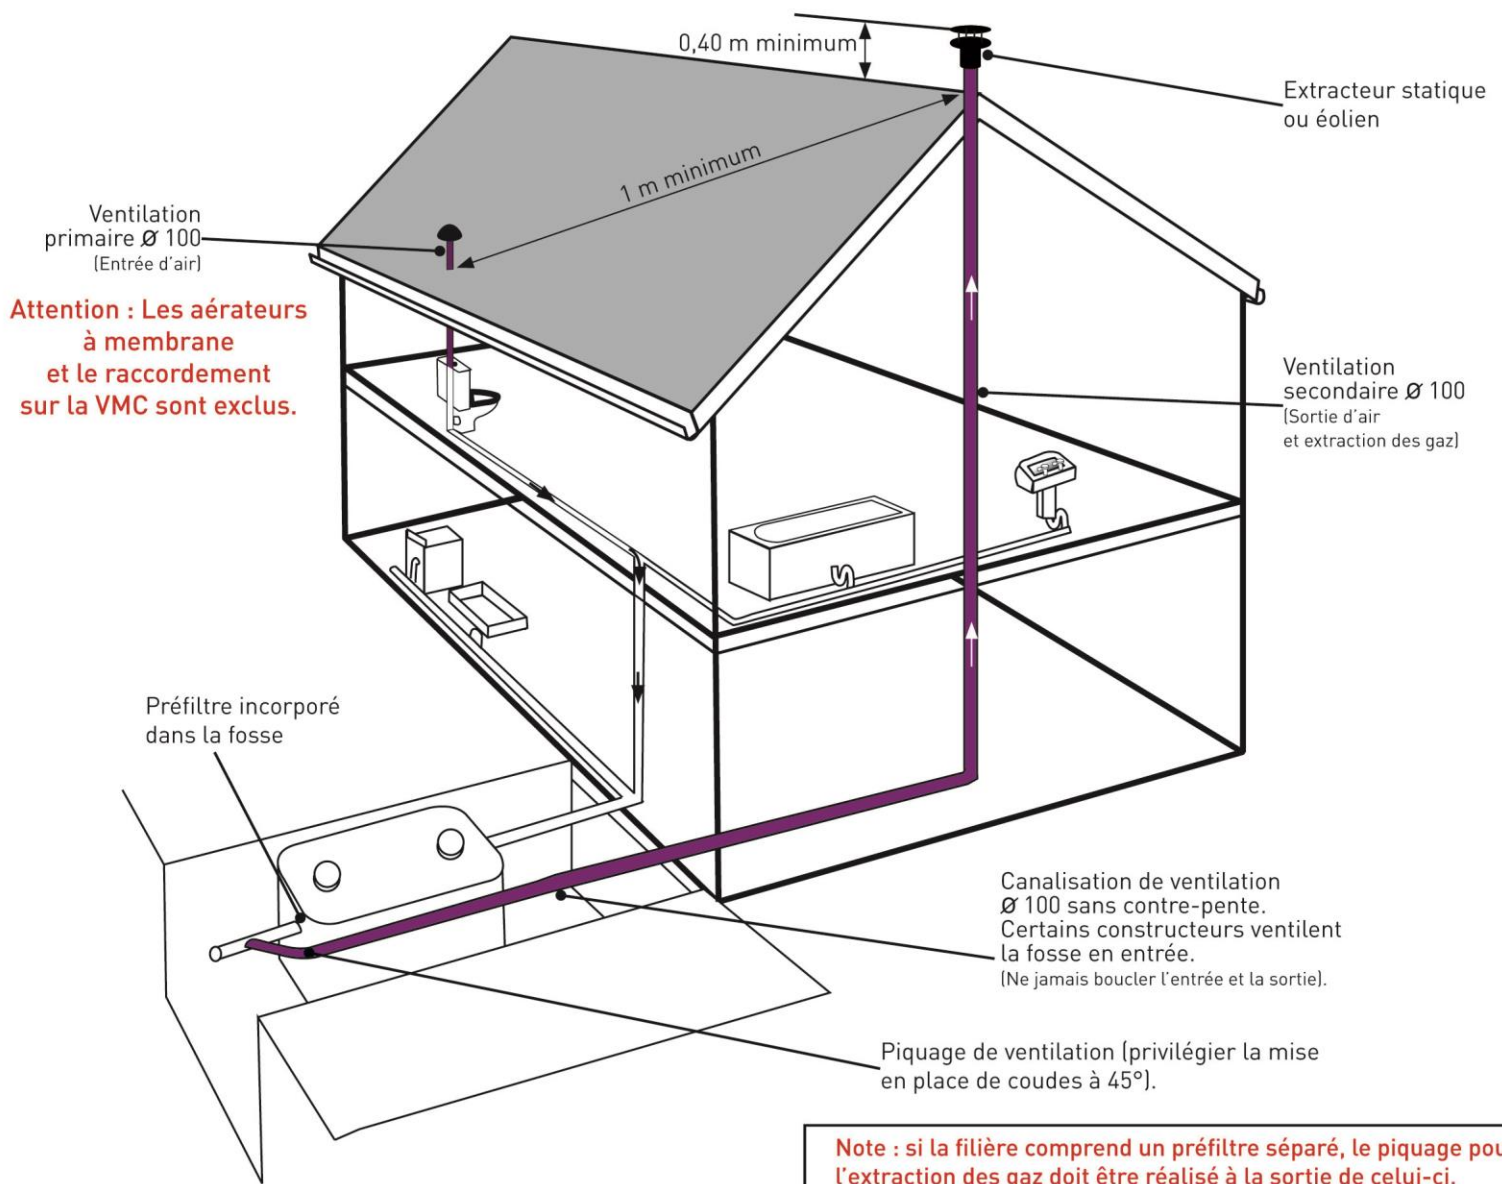 0,40 m minimum
Extracteur statique
ou éolien
1 m minimum
Ventilation
primaire Ø 100
(Entrée d'air)
Attention : Les aérateurs
à membrane
et le raccordement
sur la VMC sont exclus.
Ventilation
secondaire Ø 100
(Sortie d'air
et extraction des gaz)
Préfiltre incorporé
dans la fosse
Canalisation de ventilation
Ø 100 sans contre-pente.
Certains constructeurs ventilent
la fosse en entrée.
(Ne jamais boucler l'entrée et la sortie).
Piquage de ventilation (privilégier la mise
en place de coudes à 45°).
Note : si la filière comprend un préfiltre séparé, le piquage pou
l'extraction des gaz doit être réalisé à la sortie de celui-ci.